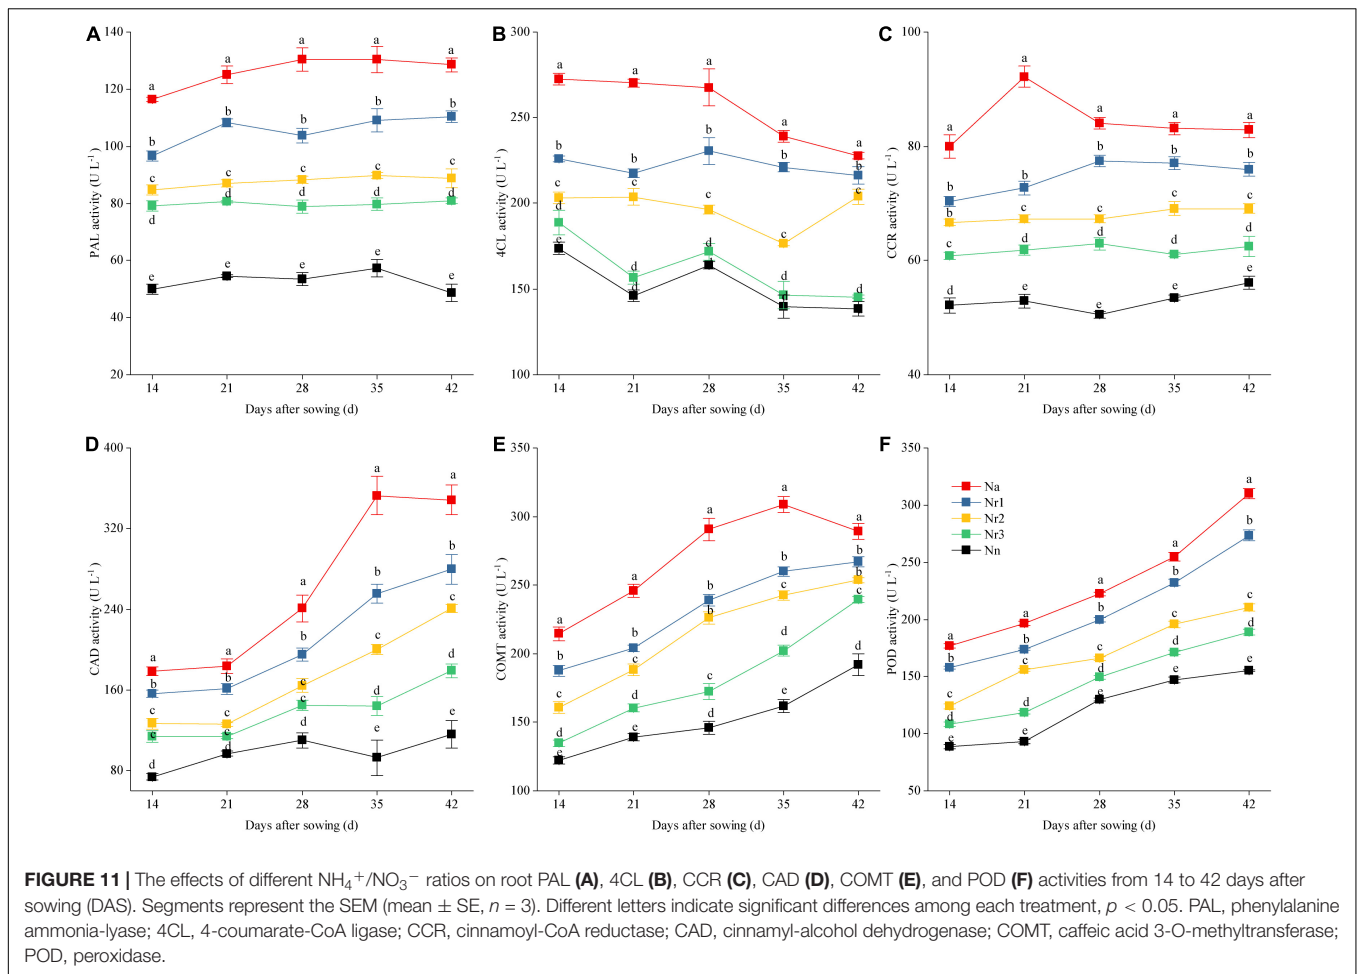 A
140
120
100
80
60
40
20
PAL activity (U L-1)
a a a a a
b b b b b
c c c c c
d d d d d
e e e e e
14 21 28 35 42
Days after sowing (d)
B
300
250
200
150
100
4CL activity (U L-1)
a a a a a
b b b b b
c c c c c
d d d d d
e d d d d
14 21 28 35 42
Days after sowing (d)
C
100
80
60
40
CCR activity (U L-1)
a a a a a
b b b b b
b c c c c
c d d d d
d e e e e
14 21 28 35 42
Days after sowing (d)
D
400
320
240
160
80
CAD activity (U L-1)
a a a a a
b b b b b
c c c c c
c c c d d
d d d e e
14 21 28 35 42
Days after sowing (d)
E
350
300
250
200
150
100
COMT activity (U L-1)
a a a a a
b b b b b
c c b c b
d c c d c
e d d e d
14 21 28 35 42
Days after sowing (d)
F
350
300
250
200
150
100
50
POD activity (U L-1)
Na
Nr1
Nr2
Nr3
Nn
a a a a a
b b b b b
c c c c c
d d d d d
e e e e e
14 21 28 35 42
Days after sowing (d)
FIGURE 11 | The effects of different NH4+/NO3− ratios on root PAL (A), 4CL (B), CCR (C), CAD (D), COMT (E), and POD (F) activities from 14 to 42 days after
sowing (DAS). Segments represent the SEM (mean ± SE, n = 3). Different letters indicate significant differences among each treatment, p < 0.05. PAL, phenylalanine
ammonia-lyase; 4CL, 4-coumarate-CoA ligase; CCR, cinnamoyl-CoA reductase; CAD, cinnamyl-alcohol dehydrogenase; COMT, caffeic acid 3-O-methyltransferase;
POD, peroxidase.